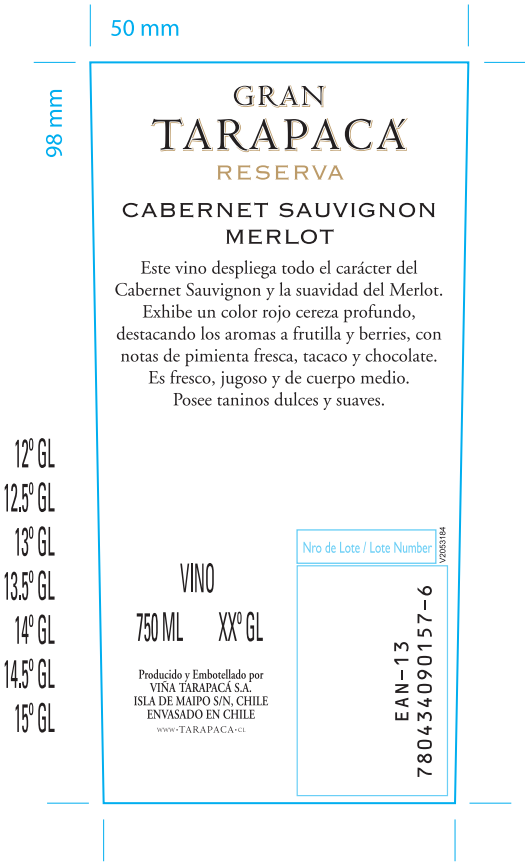 50 mm
98 mm
GRAN
TARAPACÁ
RESERVA
CABERNET SAUVIGNON
MERLOT
Este vino despliega todo el carácter del
Cabernet Sauvignon y la suavidad del Merlot.
Exhibe un color rojo cereza profundo,
destacando los aromas a frutilla y berries, con
notas de pimienta fresca, tacaco y chocolate.
Es fresco, jugoso y de cuerpo medio.
Posee taninos dulces y suaves.
12º GL
12.5º GL
13º GL
13.5º GL
14º GL
14.5º GL
15º GL
VINO
750 ML XXº GL
Producido y Embotellado por
VIÑA TARAPACÁ S.A.
ISLA DE MAIPO S/N, CHILE
ENVASADO EN CHILE
WWW•TARAPACA•CL
Nro de Lote / Lote Number
V2053184
EAN-13
780434090157-6